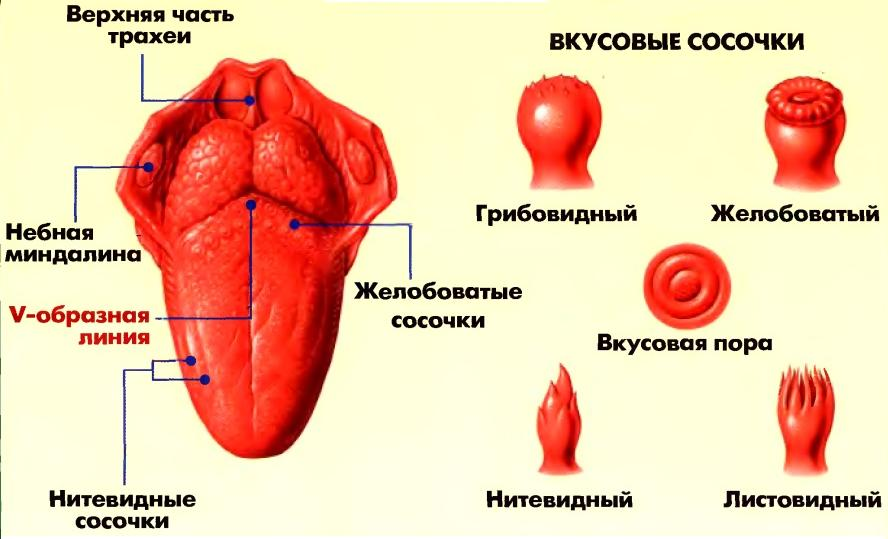 Верхняя часть
трахеи
Небная
миндалина
V-образная
линия
Нитевидные
сосочки
Желобоватые
сосочки
ВКУСОВЫЕ СОСОЧКИ
Грибовидный
Желобоватый
Вкусовая пора
Нитевидный
Листовидный